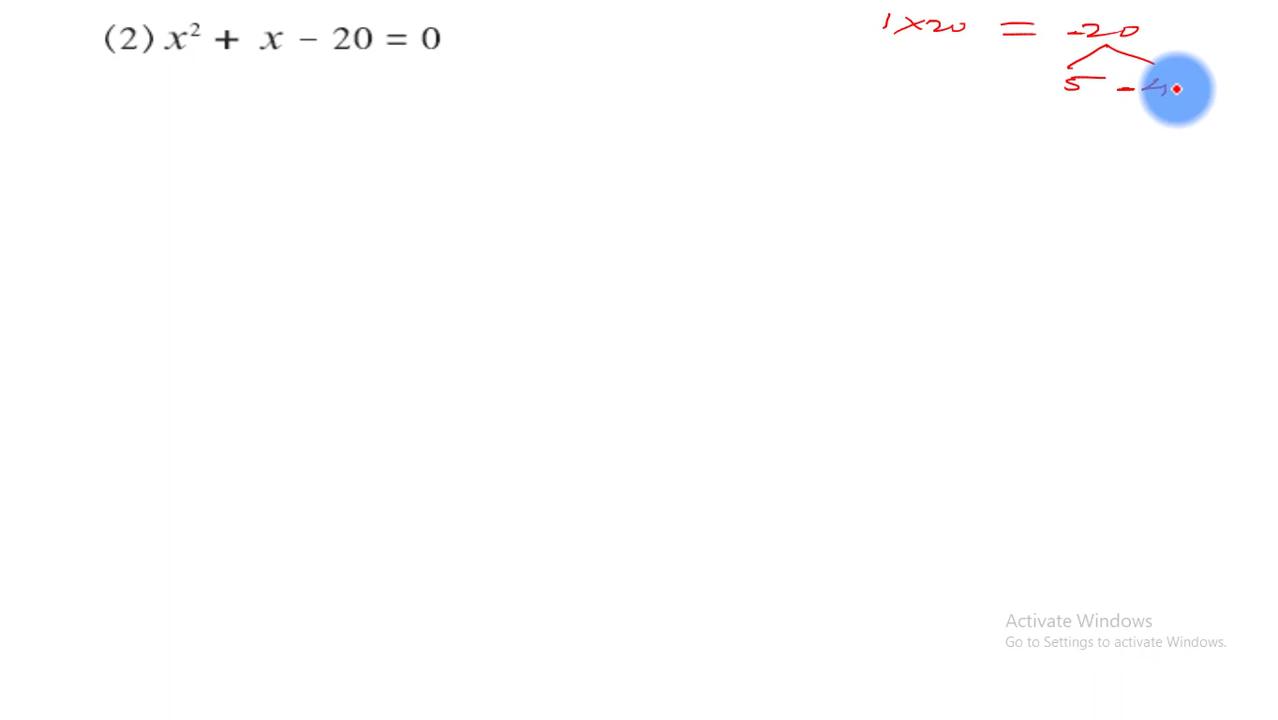 (2) x² + x − 20 = 0
1 x 20 = -20
5 - 4
Activate Windows
Go to Settings to activate Windows.